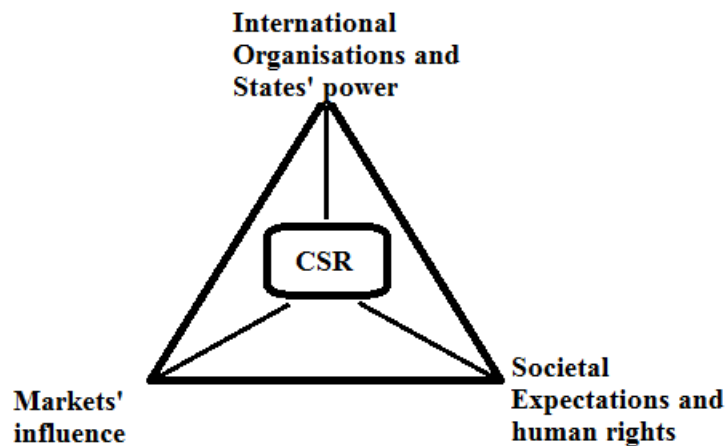 International
Organisations and
States' power
CSR
Markets'
influence
Societal
Expectations and
human rights